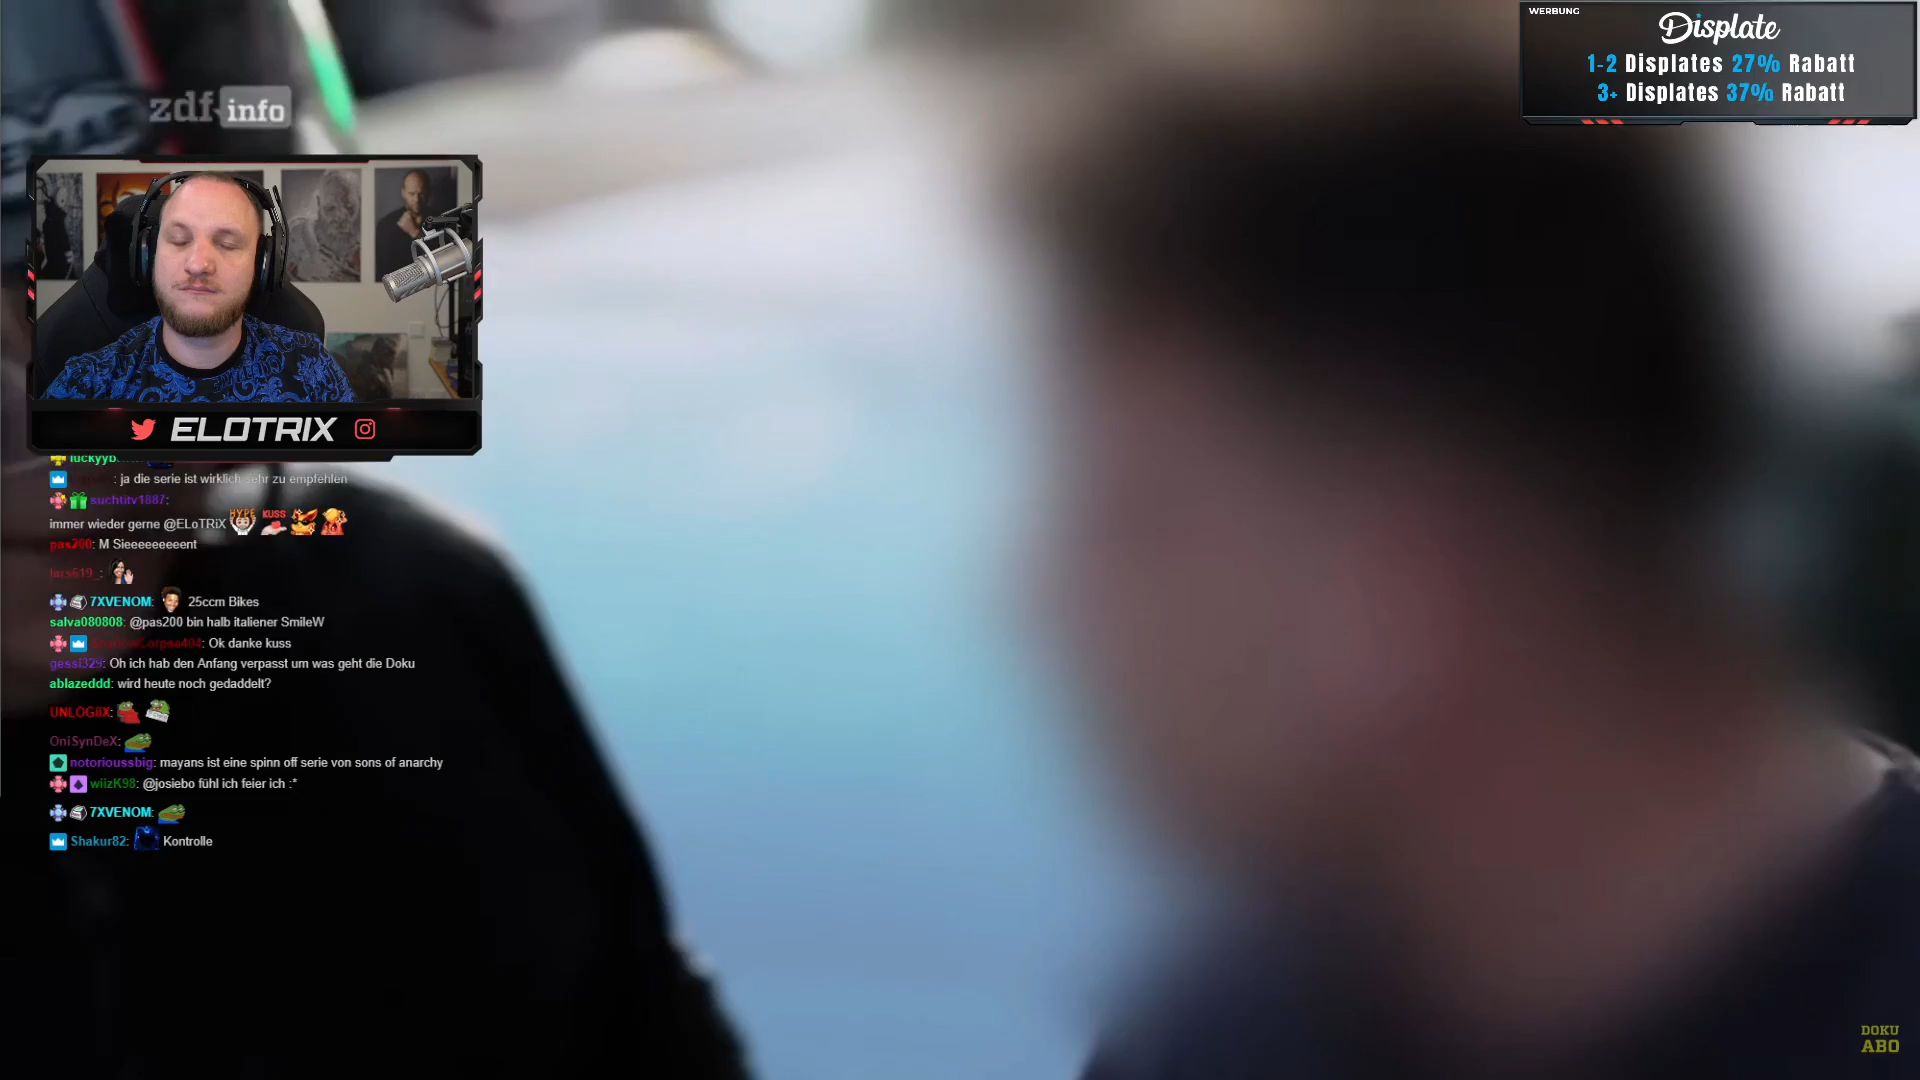 WERBUNG
Displate
1-2 Displates 27% Rabatt
3+ Displates 37% Rabatt
zdf info
ELOTRIX
: ja die serie ist wirklich sehr zu empfehlen
suchtitv1887:
immer wieder gerne @ELoTRiX
HYPE KUSS
pas200: M Sieeeeeeeeent
lars619_:
7XVENOM: 25ccm Bikes
salva080808: @pas200 bin halb italiener SmileW
: Ok danke kuss
gessi329: Oh ich hab den Anfang verpasst um was geht die Doku
ablazeddd: wird heute noch gedaddelt?
UNLOGIIX:
OniSynDeX:
notorioussbig: mayans ist eine spinn off serie von sons of anarchy
wiizK98: @josiebo fühl ich feier ich :*
7XVENOM:
Shakur82: Kontrolle
DOKU
ABO